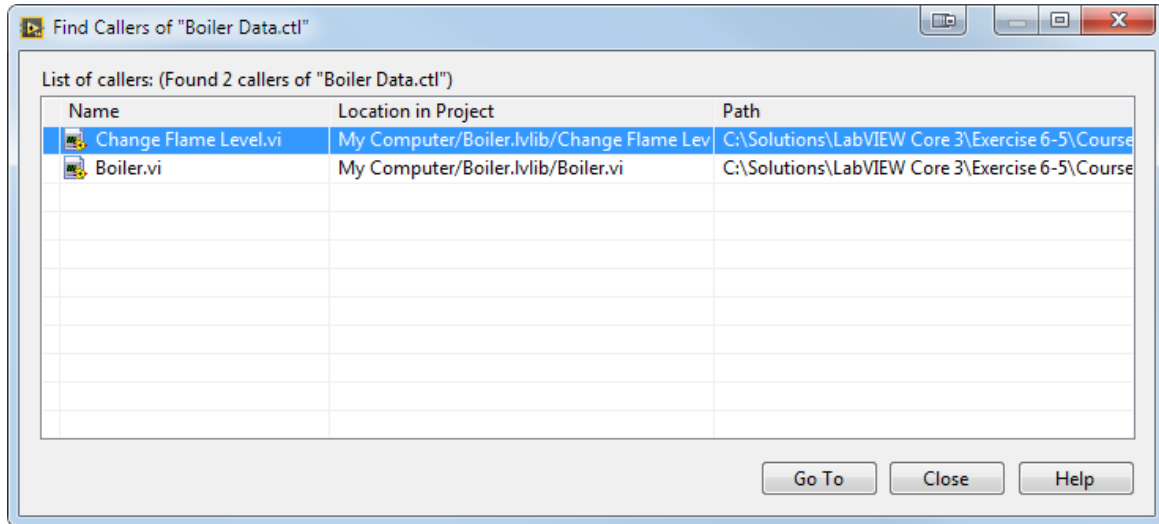 Find Callers of "Boiler Data.ctl"
List of callers: (Found 2 callers of "Boiler Data.ctl")
Name Location in Project Path
Change Flame Level.vi My Computer/Boiler.lvlib/Change Flame Lev C:\Solutions\LabVIEW Core 3\Exercise 6-5\Course
Boiler.vi My Computer/Boiler.lvlib/Boiler.vi C:\Solutions\LabVIEW Core 3\Exercise 6-5\Course
Go To Close Help